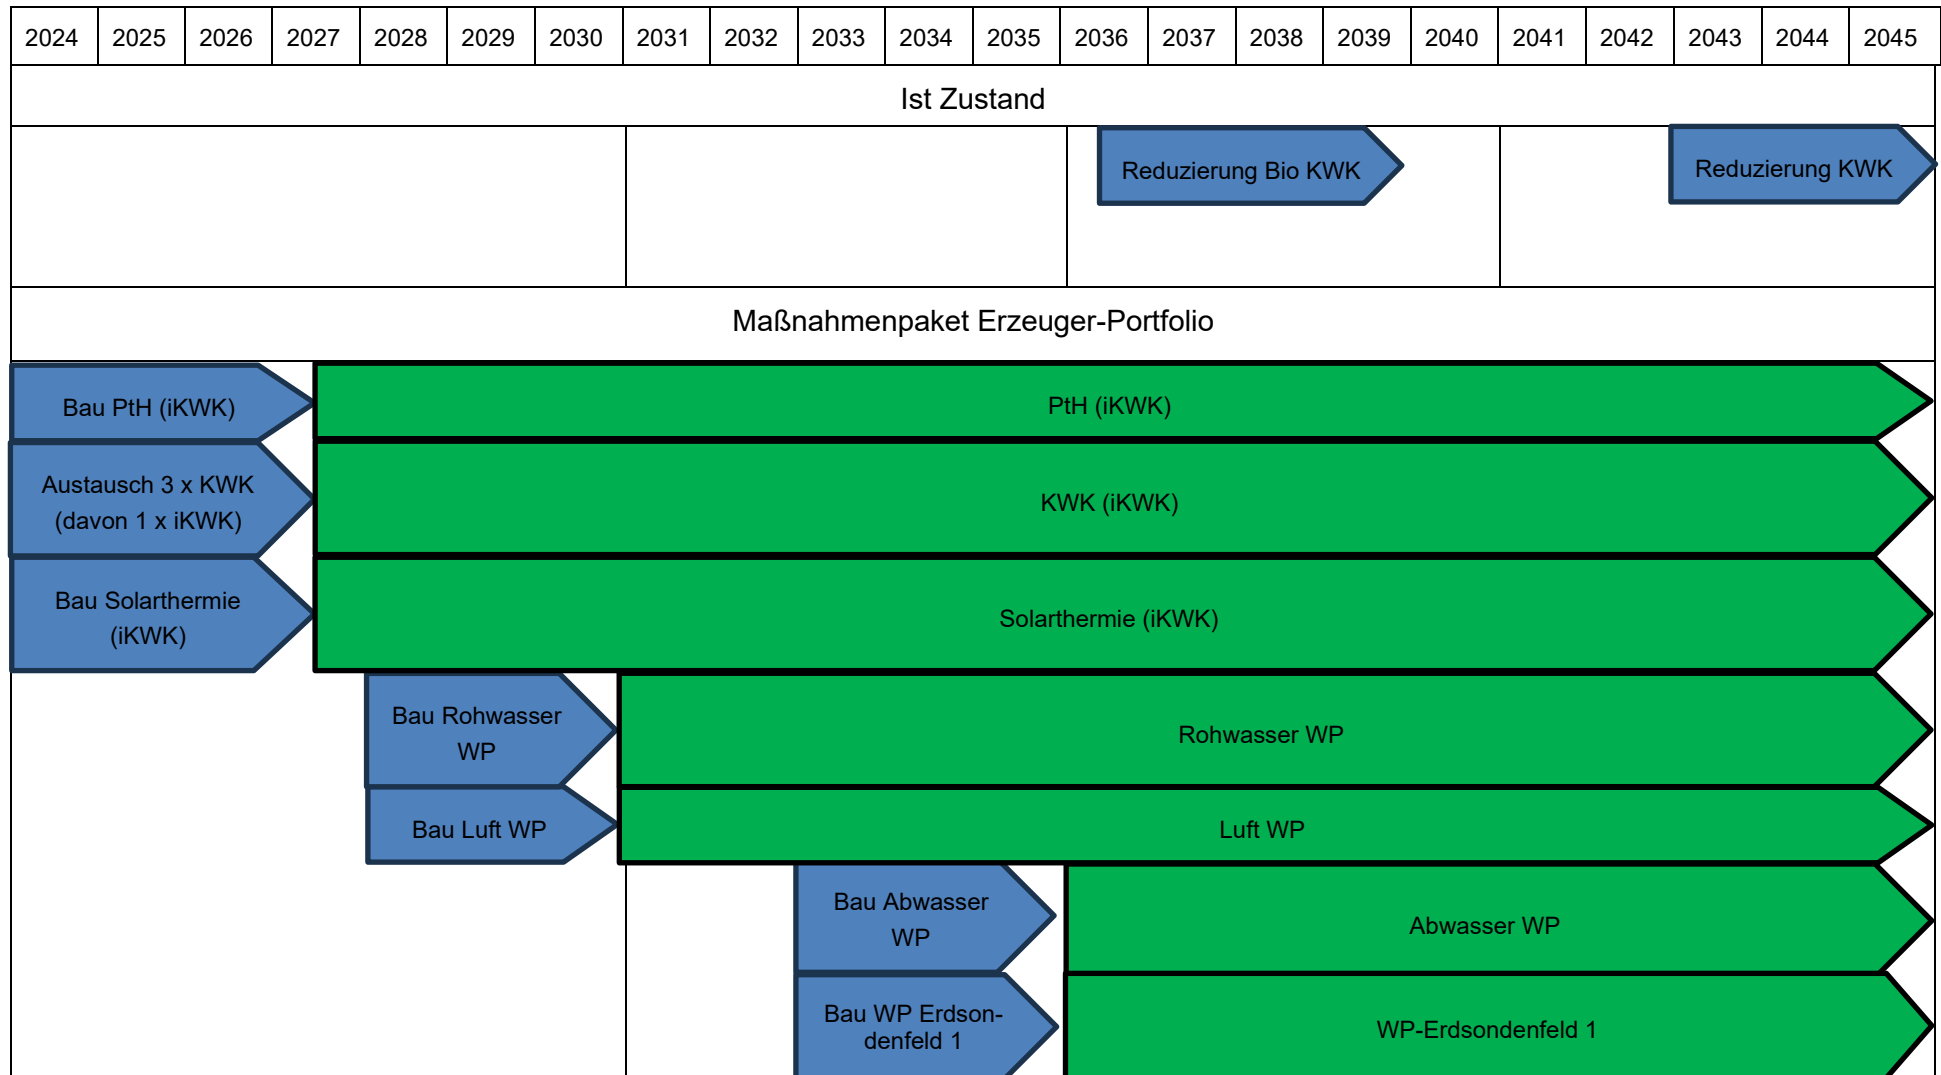 2024 2025 2026 2027 2028 2029 2030 2031 2032 2033 2034 2035 2036 2037 2038 2039 2040 2041 2042 2043 2044 2045
Ist Zustand
Reduzierung Bio KWK
Reduzierung KWK
Maßnahmenpaket Erzeuger-Portfolio
Bau PtH (iKWK)
PtH (iKWK)
Austausch 3 x KWK
(davon 1 x iKWK)
KWK (iKWK)
Bau Solarthermie
(iKWK)
Solarthermie (iKWK)
Bau Rohwasser
WP
Rohwasser WP
Bau Luft WP
Luft WP
Bau Abwasser
WP
Abwasser WP
Bau WP Erdson-
denfeld 1
WP-Erdsondenfeld 1